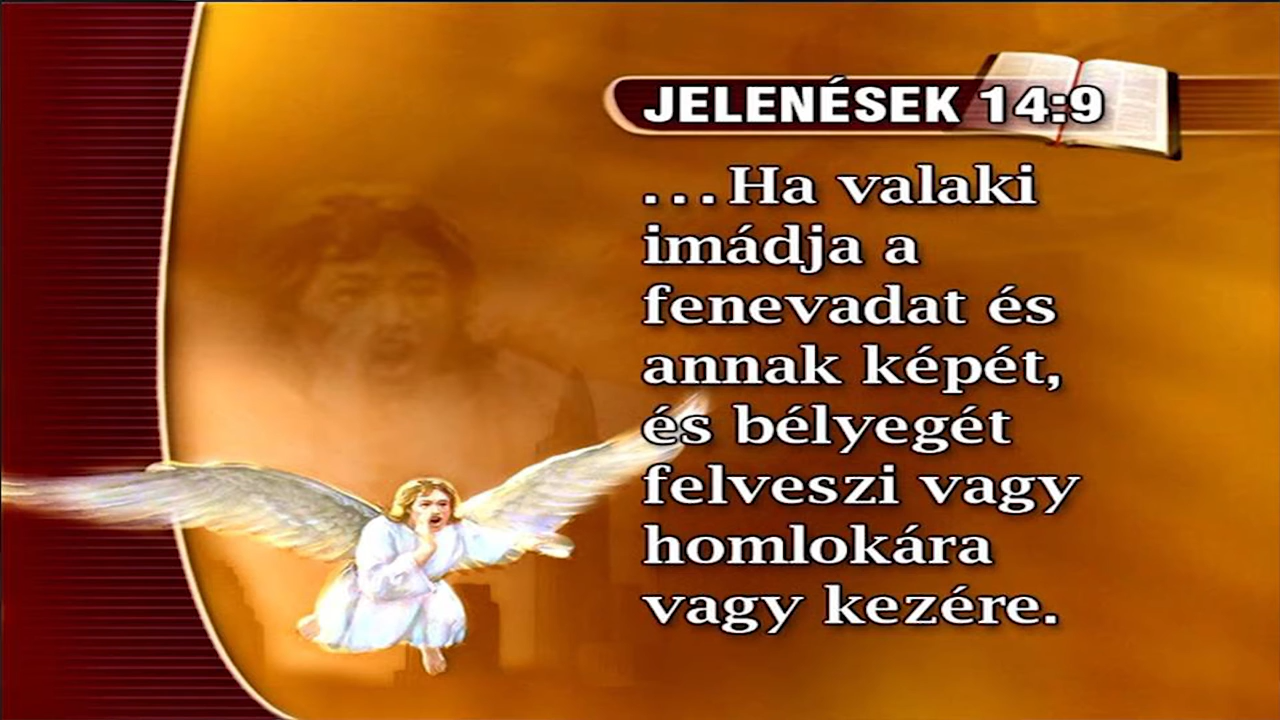 JELENÉSEK 14:9
...Ha valaki
imádja a
fenevadat és
annak képét,
és bélyegét
felveszi vagy
homlokára
vagy kezére.